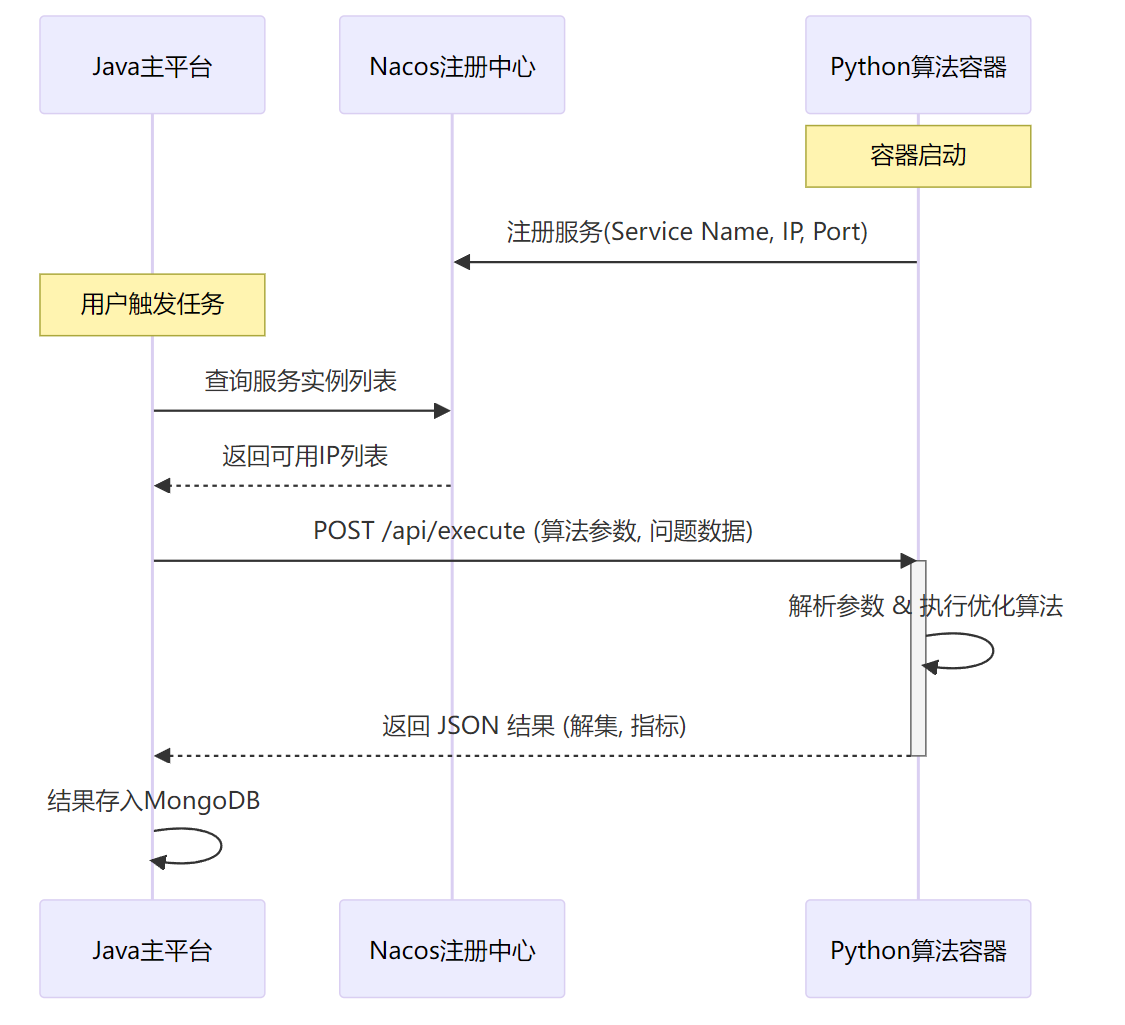 Java主平台
Nacos注册中心
Python算法容器
容器启动
注册服务(Service Name, IP, Port)
用户触发任务
查询服务实例列表
返回可用IP列表
POST /api/execute (算法参数, 问题数据)
解析参数 & 执行优化算法
返回 JSON 结果 (解集, 指标)
结果存入MongoDB
Java主平台
Nacos注册中心
Python算法容器